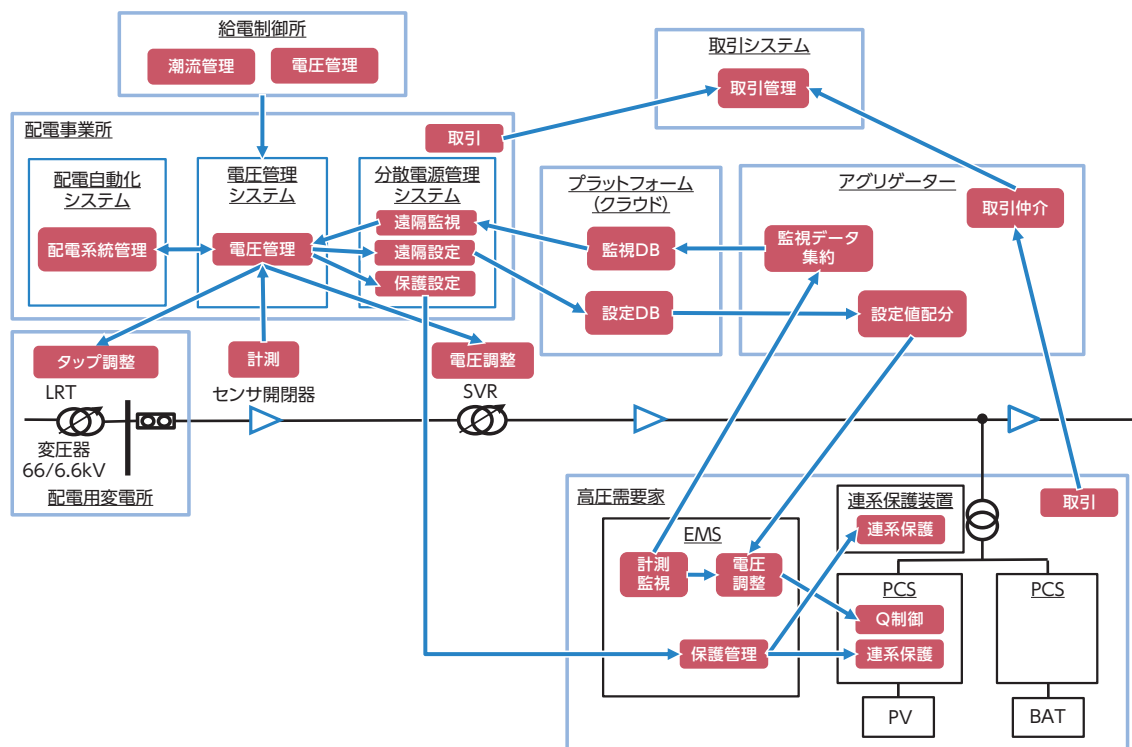 給電制御所
潮流管理
電圧管理
取引システム
取引管理
配電事業所
取引
配電自動化
システム
配電系統管理
電圧管理
システム
電圧管理
分散電源管理
システム
遠隔監視
遠隔設定
保護設定
プラットフォーム
(クラウド)
監視DB
設定DB
アグリゲーター
取引仲介
監視データ
集約
設定値配分
タップ調整
LRT
変圧器
66/6.6kV
配電用変電所
計測
センサ開閉器
電圧調整
SVR
高圧需要家
取引
EMS
計測
監視
電圧
調整
保護管理
連系保護装置
連系保護
PCS
Q制御
連系保護
PV
PCS
BAT